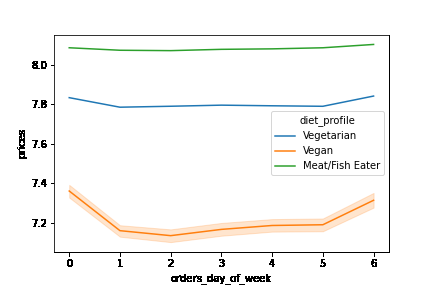 8.0
7.8
7.6
7.4
7.2
prices
diet_profile
Vegetarian
Vegan
Meat/Fish Eater
0 1 2 3 4 5 6
orders_day_of_week